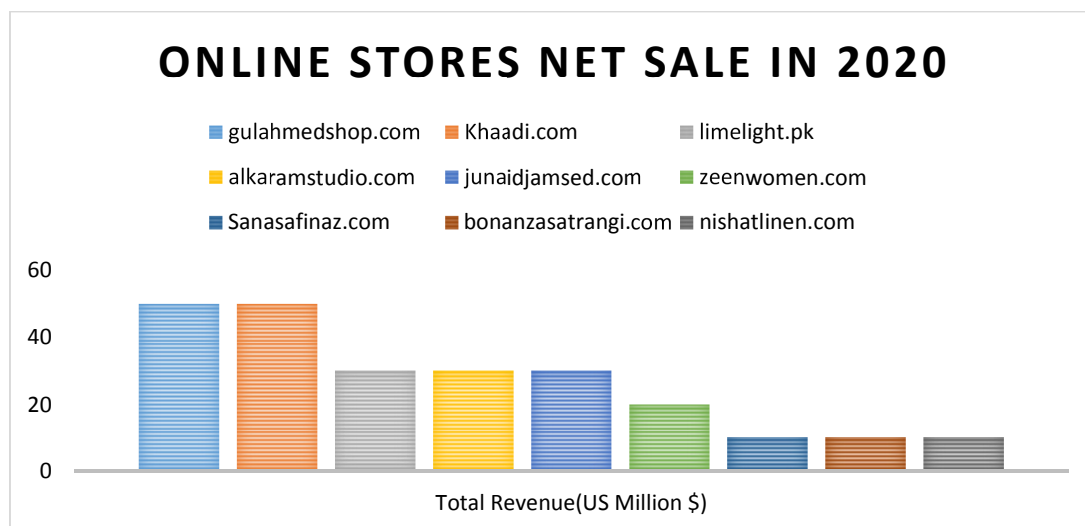 ONLINE STORES NET SALE IN 2020
gulahmedshop.com Khaadi.com limelight.pk
alkaramstudio.com junaidjamsed.com zeenwomen.com
Sanasafinaz.com bonanzasatrangi.com nishatlinen.com
60
40
20
0
Total Revenue(US Million $)